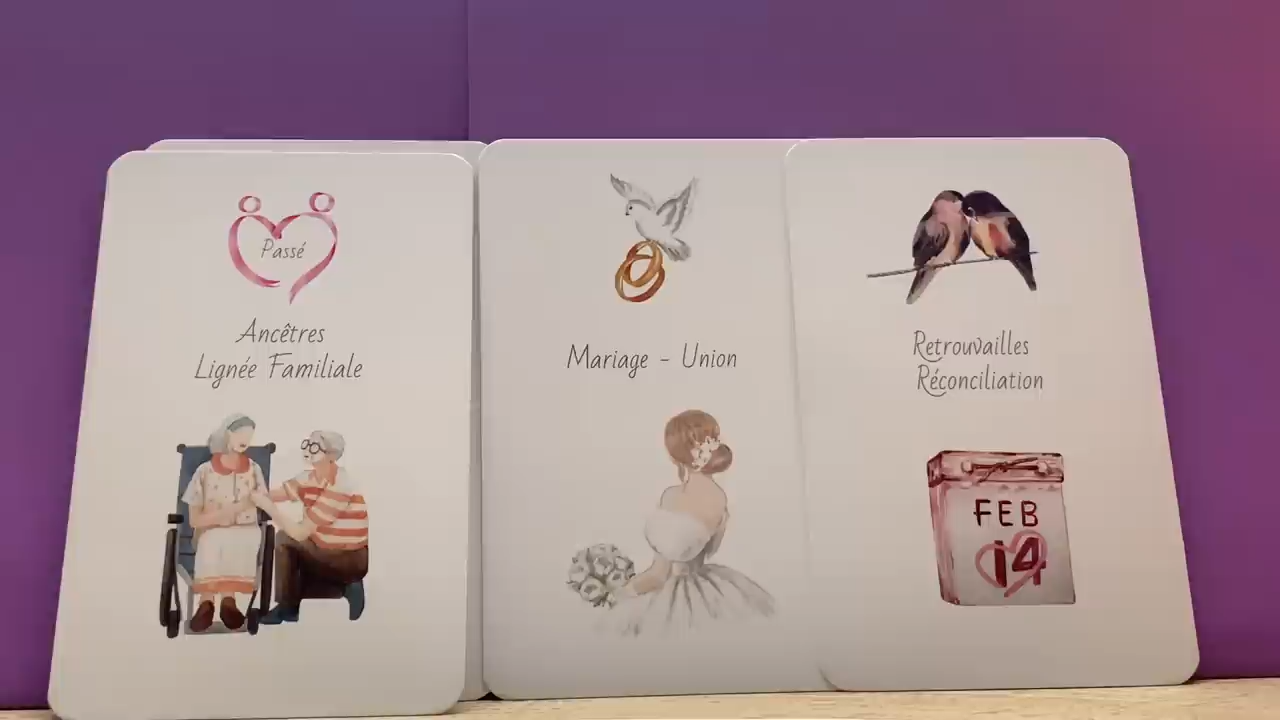 Passé
Ancêtres
Lignée Familiale
Mariage - Union
Retrouvailles
Réconciliation
FEB
14